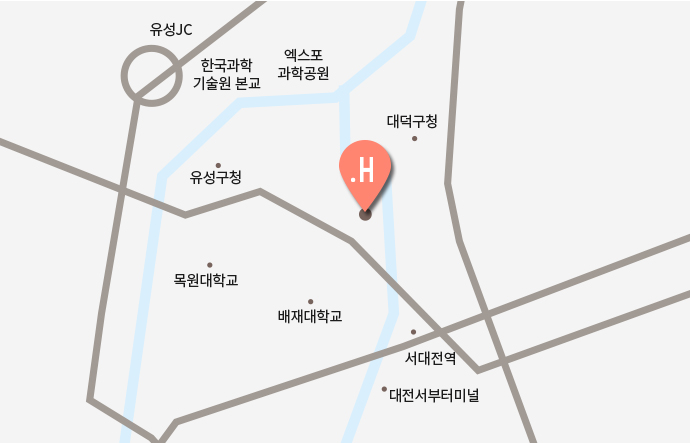 유성JC
엑스포
과학공원
한국과학
기술원 본교
대덕구청
.H
유성구청
목원대학교
배재대학교
서대전역
대전서부터미널